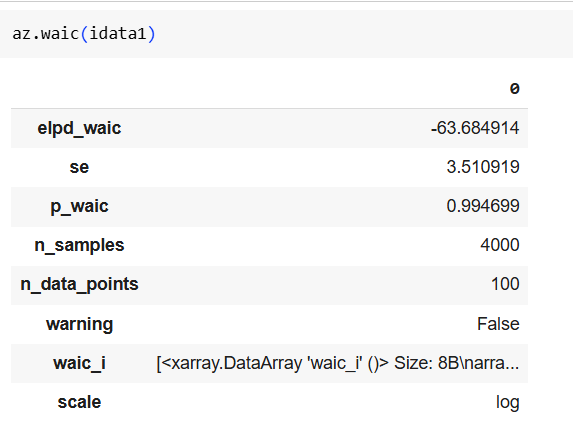 az.waic(idata1)
0
elpd_waic -63.684914
se 3.510919
p_waic 0.994699
n_samples 4000
n_data_points 100
warning False
waic_i [<xarray.DataArray 'waic_i' ()> Size: 8B\narra...
scale log